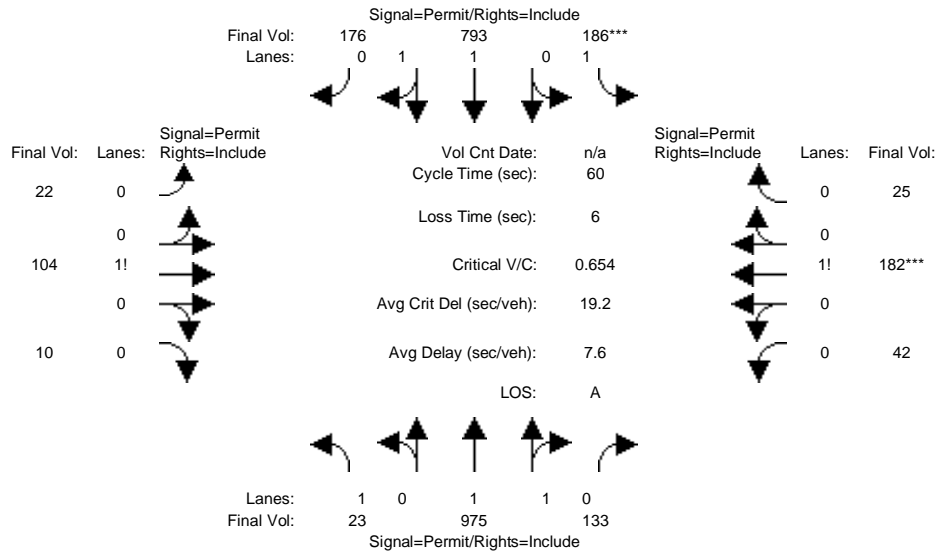 Signal=Permit/Rights=Include
Final Vol: 176 793 186***
Lanes: 0 1 1 0 1
Signal=Permit Signal=Permit
Final Vol: Lanes: Rights=Include Vol Cnt Date: n/a Rights=Include Lanes: Final Vol:
Cycle Time (sec): 60
22 0 0 25
Loss Time (sec): 6
0 0
104 1! Critical V/C: 0.654 1! 182***
0 Avg Crit Del (sec/veh): 19.2 0
10 0 Avg Delay (sec/veh): 7.6 0 42
LOS: A
Lanes: 1 0 1 1 0
Final Vol: 23 975 133
Signal=Permit/Rights=Include